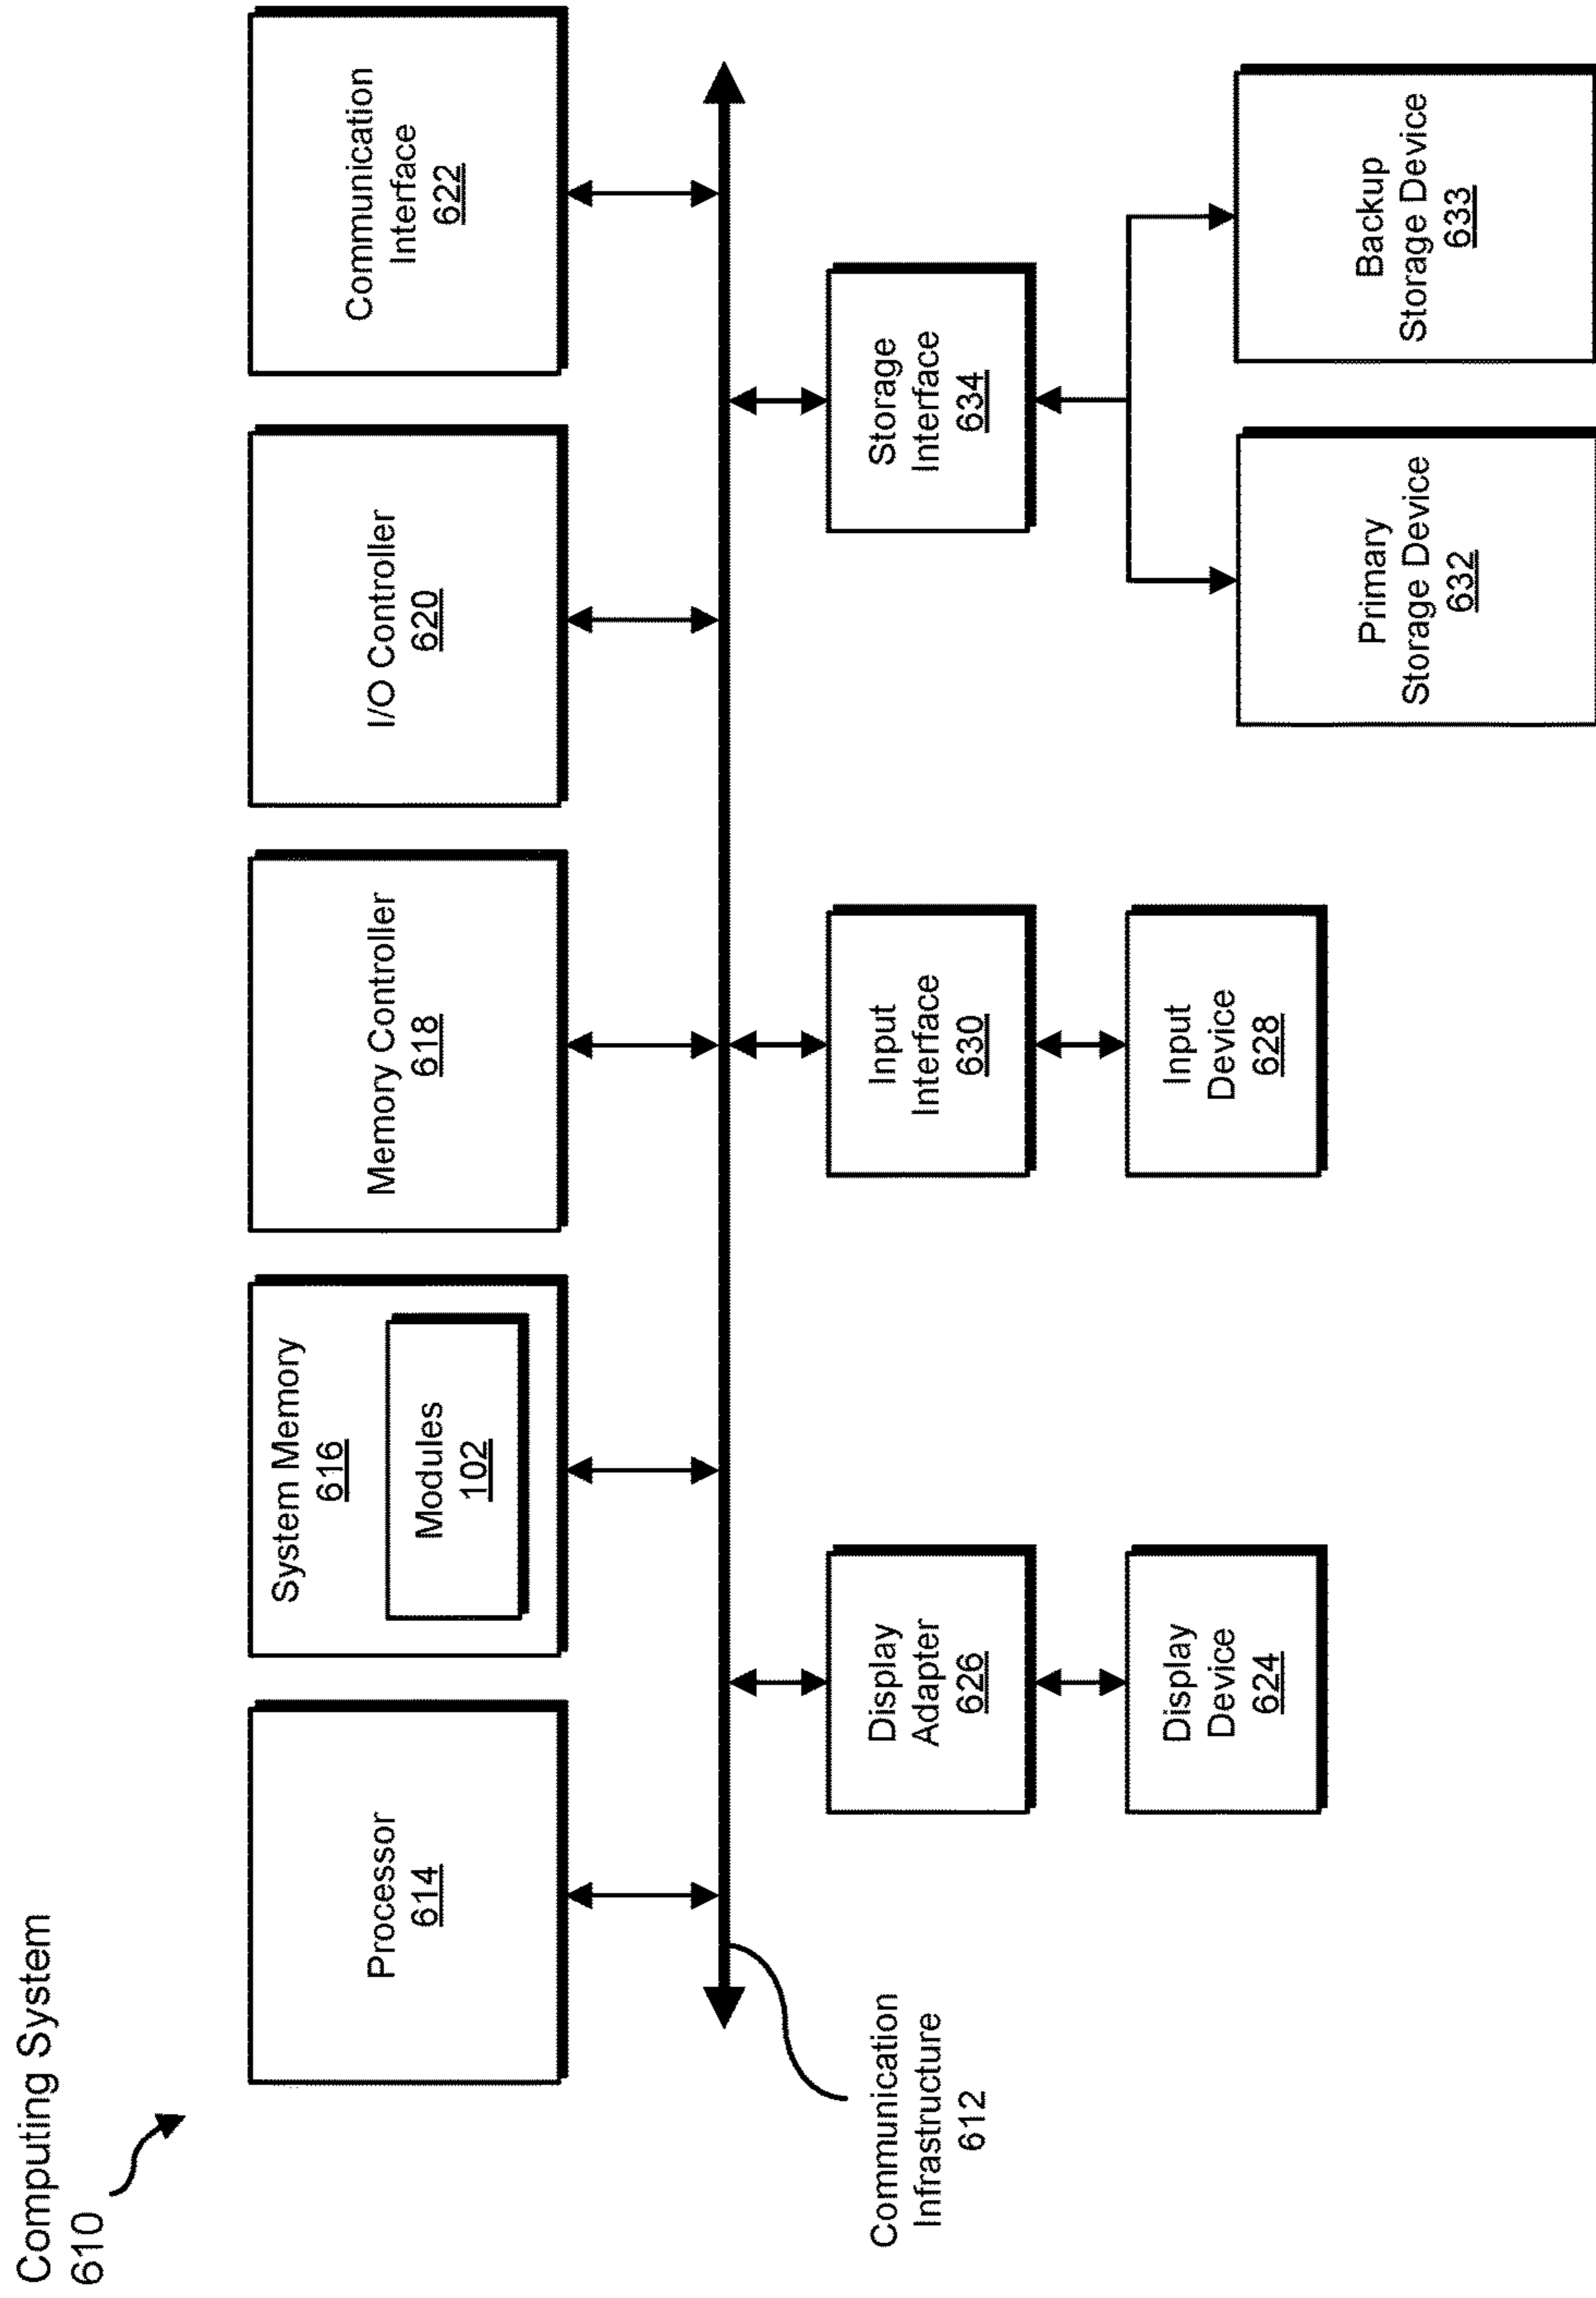 Computing System
610
Processor
614
System Memory
616
Modules
102
Memory Controller
618
I/O Controller
620
Communication
Interface
622
Communication
Infrastructure
612
Display
Adapter
626
Input
Interface
630
Storage
Interface
634
Display
Device
624
Input
Device
628
Primary
Storage Device
632
Backup
Storage Device
633